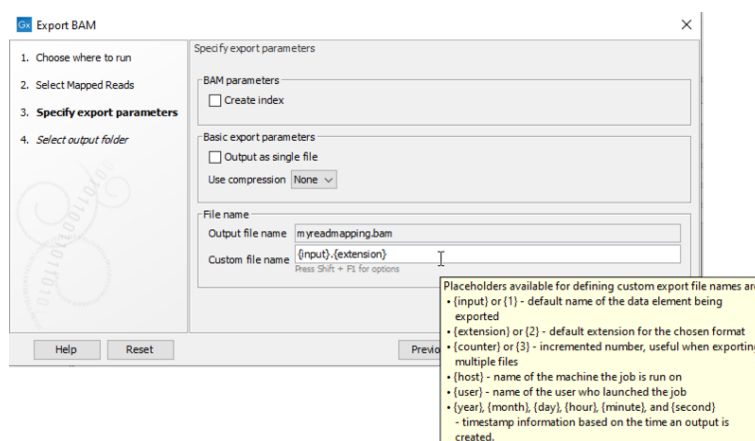 Gx Export BAM
1. Choose where to run
2. Select Mapped Reads
3. Specify export parameters
4. Select output folder
Specify export parameters
BAM parameters
Create index
Basic export parameters
Output as single file
Use compression None
File name
Output file name myreadmapping.bam
Custom file name {input}.{extension}
Press Shift + F1 for options
Help Reset Previo
Placeholders available for defining custom export file names are
• {input} or {1} - default name of the data element being
exported
• {extension} or {2} - default extension for the chosen format
• {counter} or {3} - incremented number, useful when exporting
multiple files
• {host} - name of the machine the job is run on
• {user} - name of the user who launched the job
• {year}, {month}, {day}, {hour}, {minute}, and {second}
- timestamp information based on the time an output is
created.